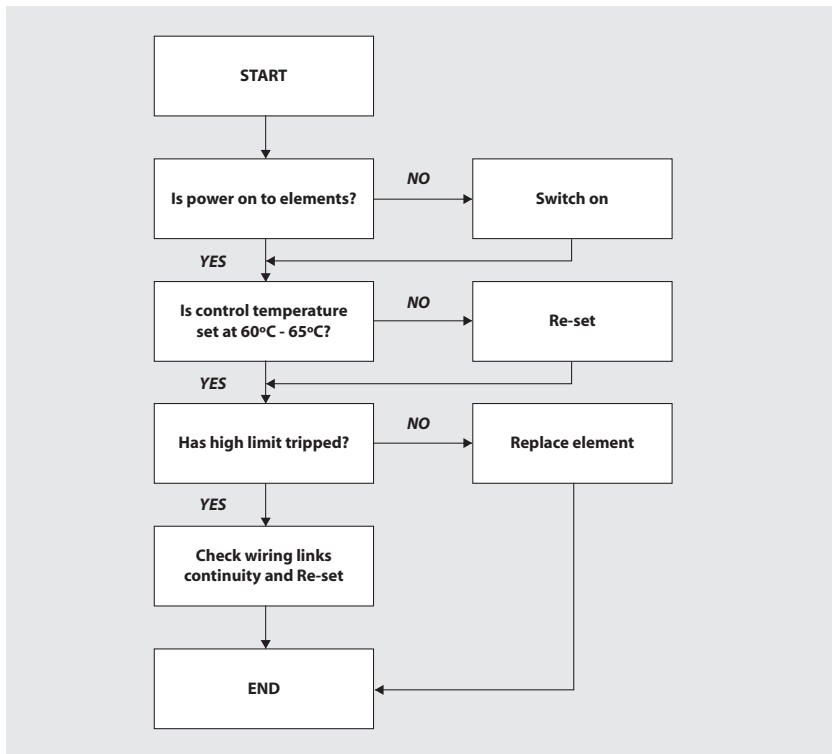 START
Is power on to elements?
NO
Switch on
YES
Is control temperature
set at 60ºC - 65ºC?
NO
Re-set
YES
Has high limit tripped?
NO
Replace element
YES
Check wiring links
continuity and Re-set
END